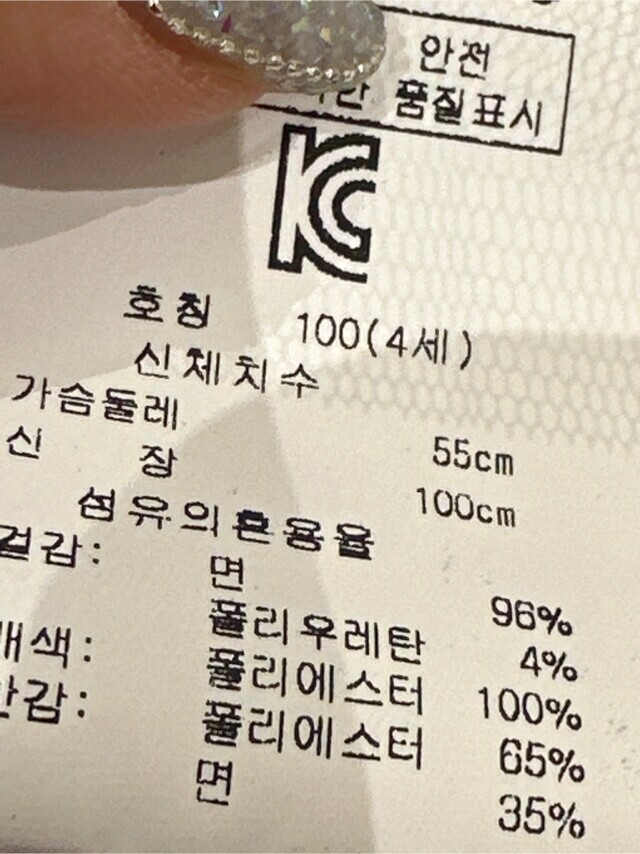 안전
품질표시
KC
호칭 100(4세)
신체치수
가슴둘레 55cm
신 장 100cm
섬유의혼용율
겉감: 면 96%
폴리우레탄 4%
배색: 폴리에스터 100%
안감: 폴리에스터 65%
면 35%